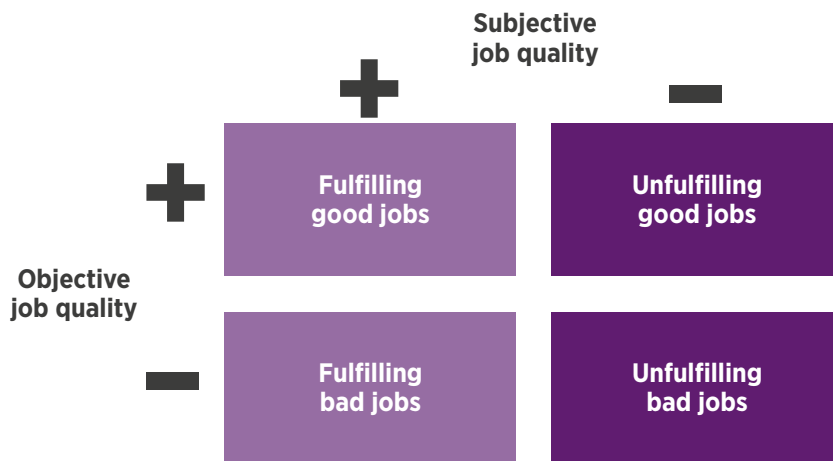 Subjective
job quality
Fulfilling
good jobs
Unfulfilling
good jobs
Objective
job quality
Fulfilling
bad jobs
Unfulfilling
bad jobs